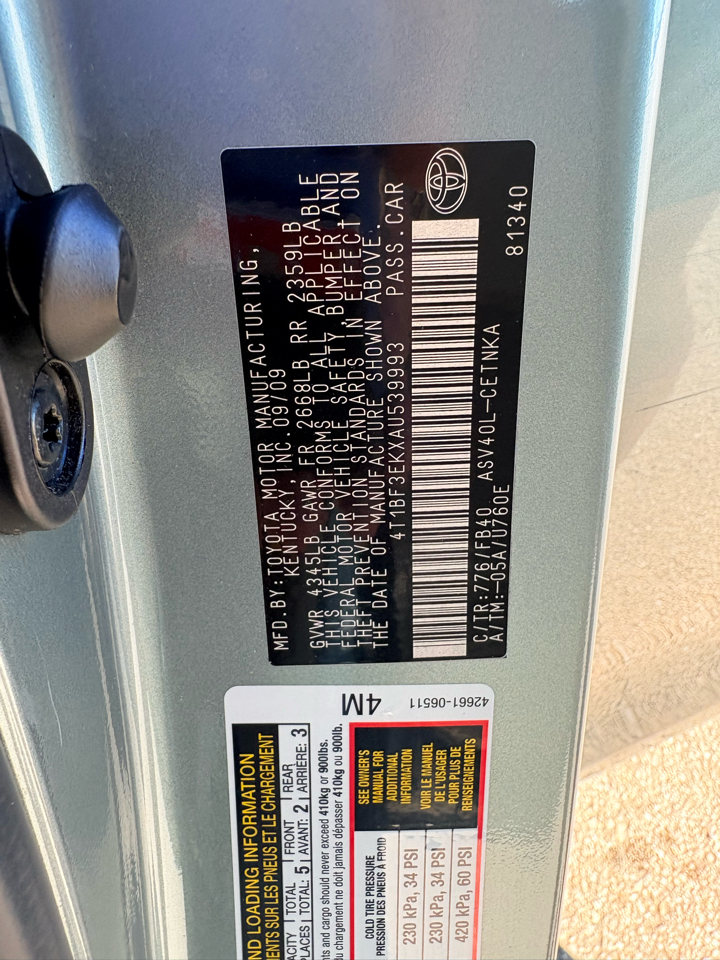 MFD. BY: TOYOTA MOTOR MANUFACTURING,
KENTUCKY, INC. 09/09
GVWR 4345LB GAWR FR 2668LB RR 2359LB
THIS VEHICLE CONFORMS TO ALL APPLICABLE
FEDERAL MOTOR VEHICLE SAFETY, BUMPER, AND
THEFT PREVENTION STANDARDS IN EFFECT ON
THE DATE OF MANUFACTURE SHOWN ABOVE.
4T1BF3EKXAU539993 PASS. CAR
C/TR:776/FB40 ASV40L-CETNKA
A/TM:-05A/U760E 81340
4M 42661-06511
ND LOADING INFORMATION
ENTS SUR LES PNEUS ET LE CHARGEMENT
ACITY TOTAL FRONT REAR
PLACES TOTAL: 5 AVANT: 2 ARRIÈRE: 3
nts and cargo should never exceed 410kg or 900lbs.
u chargement ne doit jamais dépasser 410kg ou 900lb.
COLD TIRE PRESSURE
PRESSION DES PNEUS À FROID
230 kPa, 34 PSI
230 kPa, 34 PSI
420 kPa, 60 PSI
SEE OWNER'S
MANUAL FOR
ADDITIONAL
INFORMATION
VOIR LE MANUEL
DE L'USAGER
POUR PLUS DE
RENSEIGNEMENTS